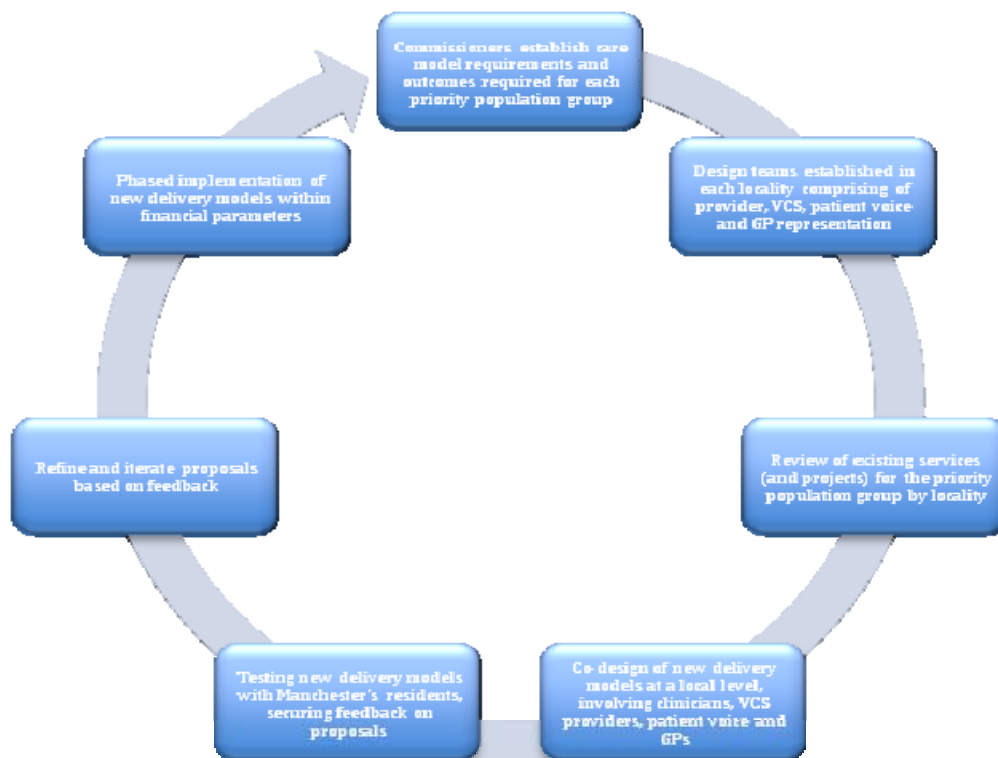 Commissioners establish care
model requirements and
outcomes required for each
priority population group
Design teams established in
each locality comprising of
provider, VCS, patient voice
and GP representation
Review of existing services
(and projects) for the priority
population group by locality
Co-design of new delivery
models at a local level,
involving clinicians, VCS
providers, patient voice and
GPs
Testing new delivery models
with Manchester's residents,
securing feedback on
proposals
Refine and iterate proposals
based on feedback
Phased implementation of
new delivery models within
financial parameters